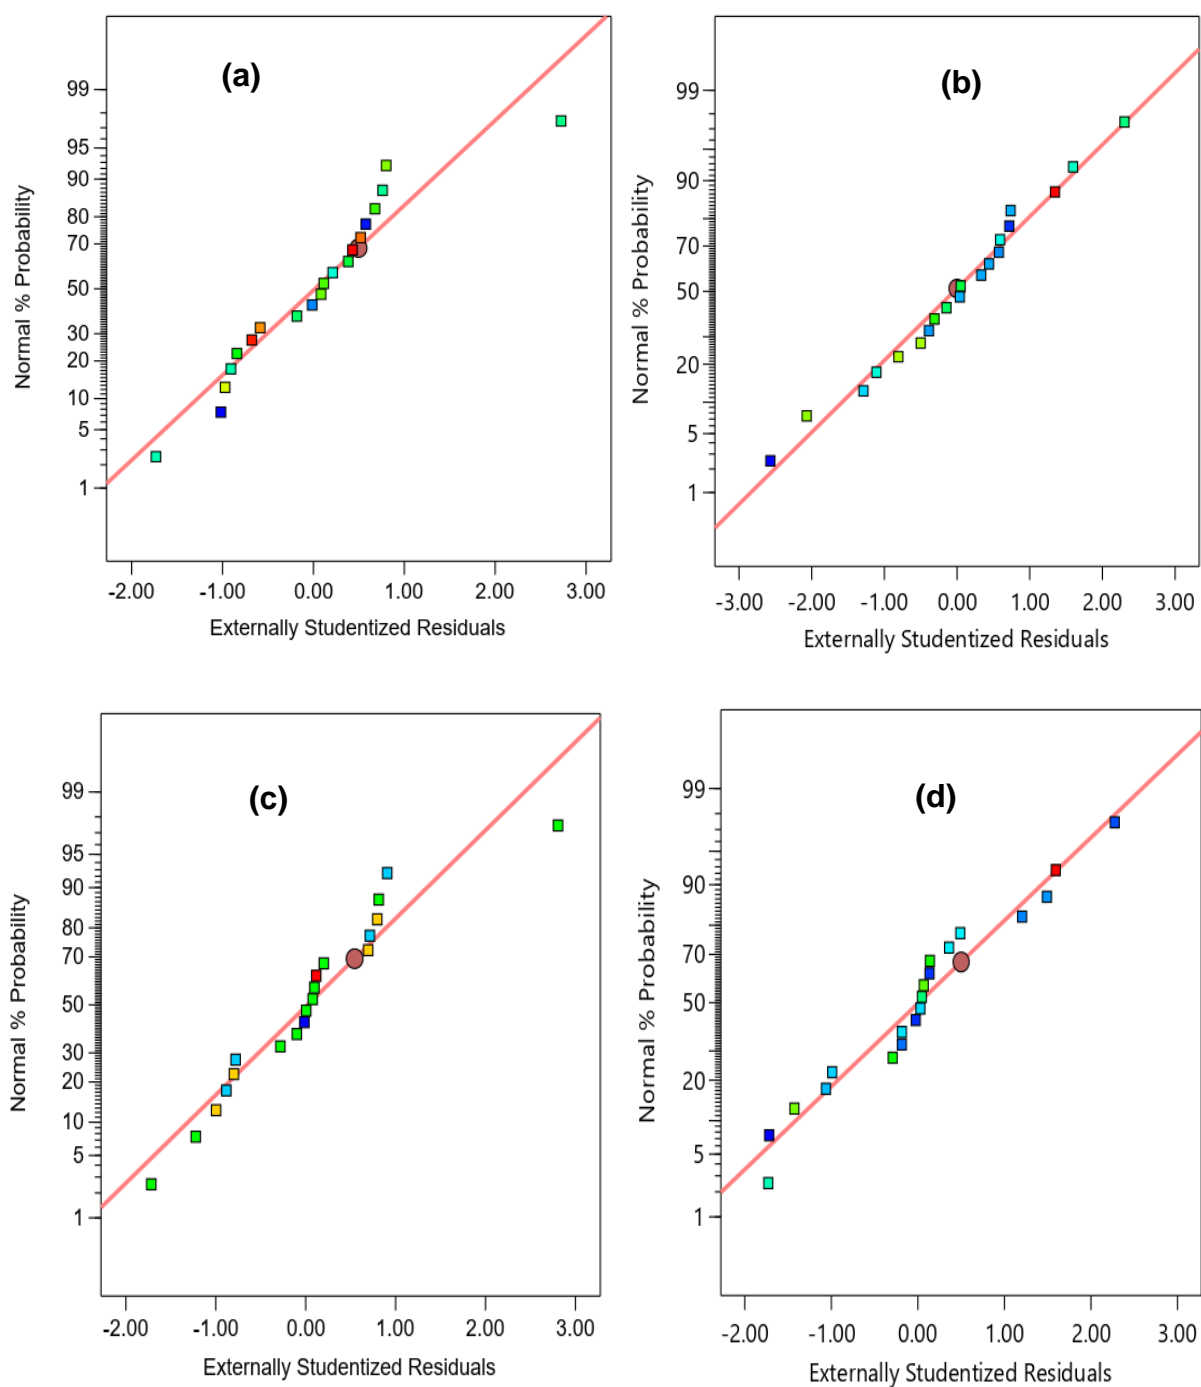 (a)
99
95
90
80
70
50
30
20
10
5
1
Normal % Probability
-2.00 -1.00 0.00 1.00 2.00 3.00
Externally Studentized Residuals
(b)
99
90
70
50
20
5
1
Normal % Probability
-3.00 -2.00 -1.00 0.00 1.00 2.00 3.00
Externally Studentized Residuals
(c)
99
95
90
80
70
50
30
20
10
5
1
Normal % Probability
-2.00 -1.00 0.00 1.00 2.00 3.00
Externally Studentized Residuals
(d)
99
90
70
50
20
5
1
Normal % Probability
-2.00 -1.00 0.00 1.00 2.00 3.00
Externally Studentized Residuals